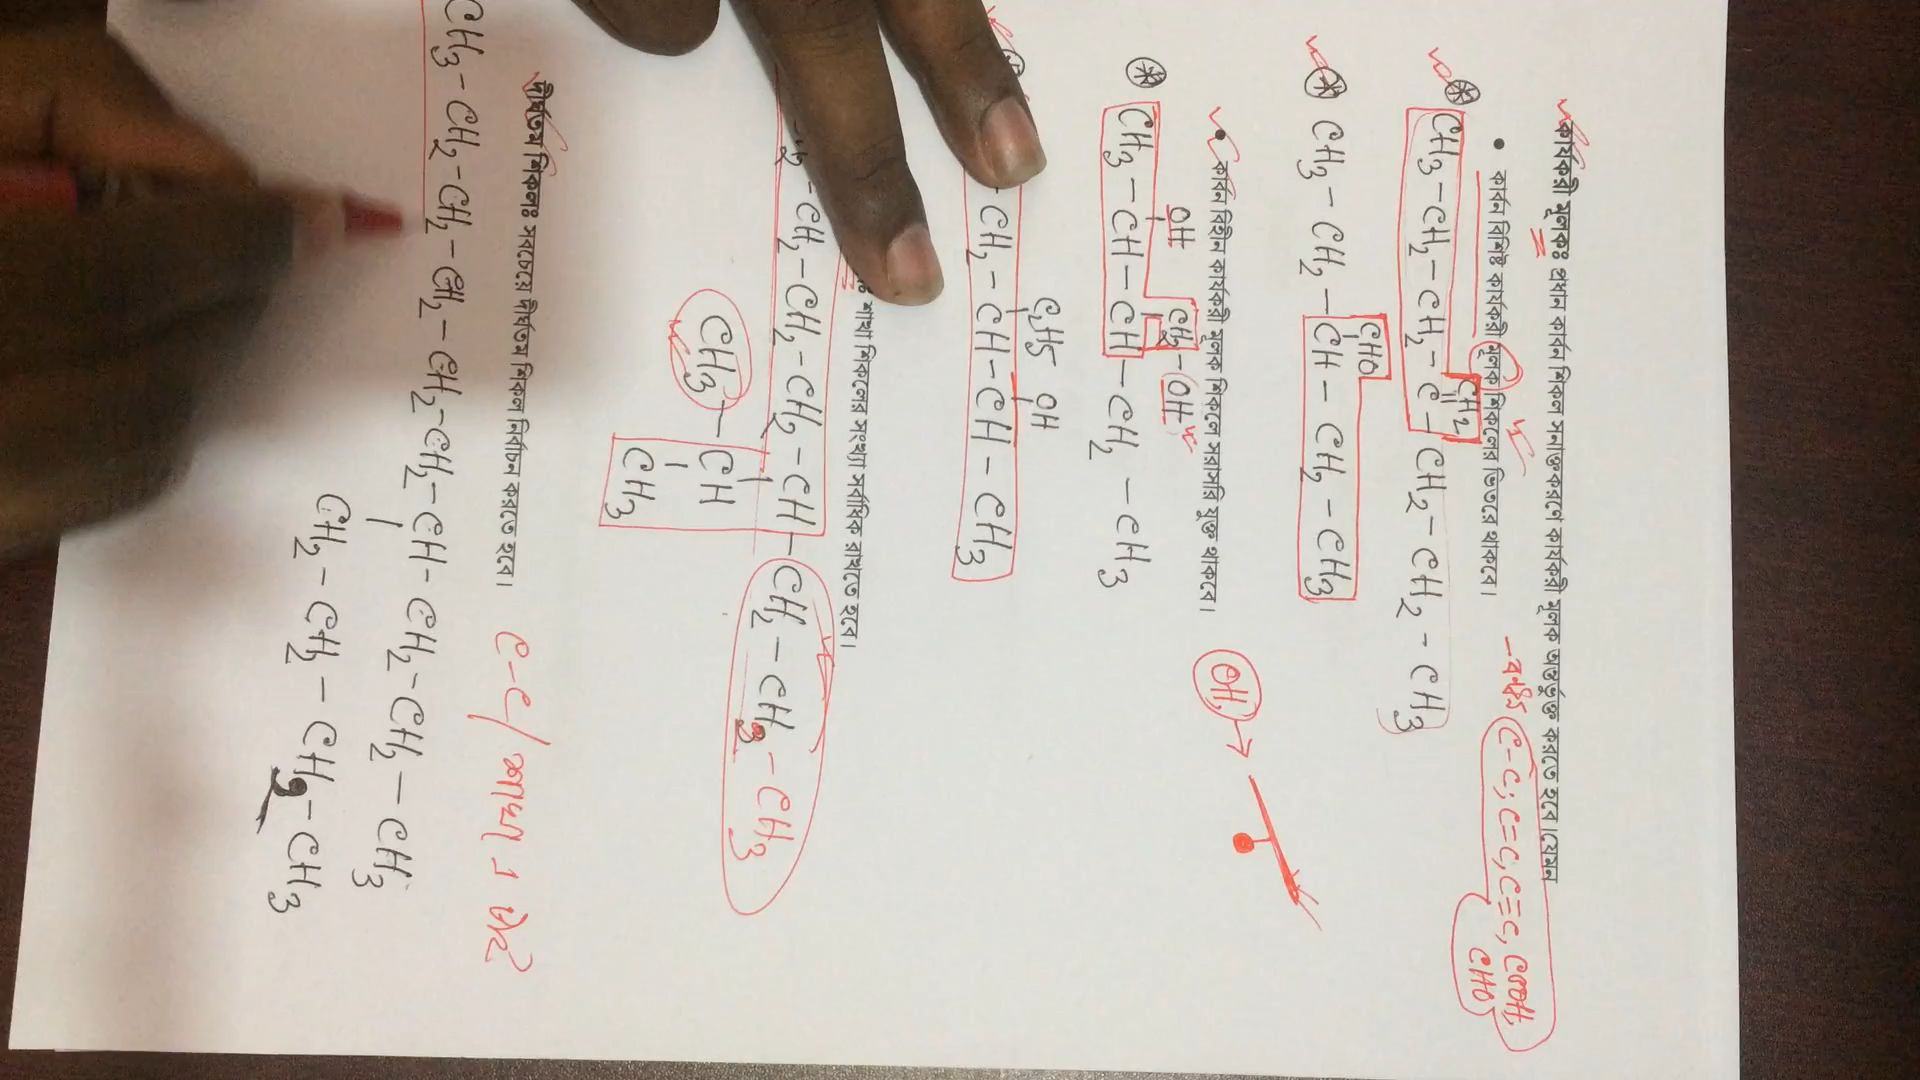 কার্যকরী মূলকঃ প্রধান কার্বন শিকল সনাক্তকরণে কার্যকরী মূলক অন্তর্ভুক্ত করতে হবে। যেমন
• কার্বন বিশিষ্ট কার্যকরী মূলক শিকলের ভিতরে থাকবে।
C-C, C=C, C≡C, COOH,
CHO
CH2
CH3-CH2-CH2-C-CH2-CH2-CH3
CHO
CH3-CH2-CH-CH2-CH3
• কার্বন বিহীন কার্যকরী মূলক শিকলে সরাসরি যুক্ত থাকবে।
OH
OH CH2-OH
CH3-CH-CH-CH2-CH3
C2H5 OH
-CH2-CH-CH-CH3
শাখা শিকলের সংখ্যা সর্বাধিক রাখতে হবে।
-CH2-CH2-CH2-CH-CH2-CH2-CH3
CH3-CH
CH3
দীর্ঘতম শিকলঃ সবচেয়ে দীর্ঘতম শিকল নির্বাচন করতে হবে।
C-C/
CH3-CH2-CH2-CH2-CH2-CH2-CH-CH2-CH2-CH3
CH2-CH2-CH2-CH3